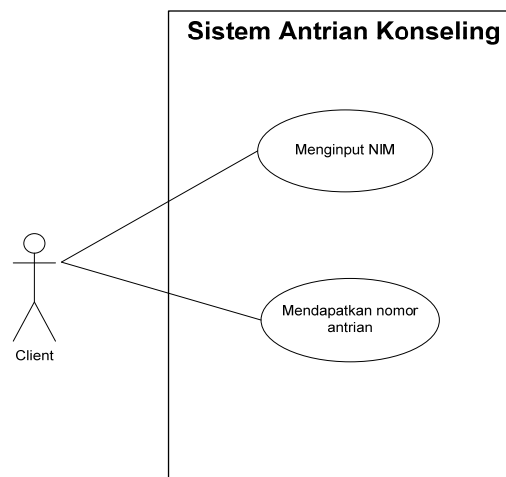 Sistem Antrian Konseling
Menginput NIM
Mendapatkan nomor
antrian
Client